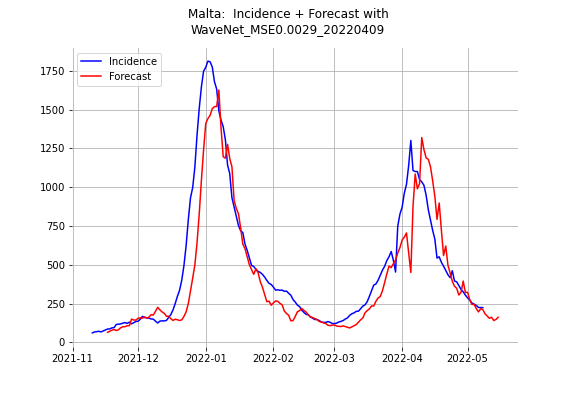 Malta:  Incidence + Forecast with
WaveNet_MSE0.0029_20220409
Incidence
Forecast
1750
1500
1250
1000
750
500
250
0
2021-11 2021-12 2022-01 2022-02 2022-03 2022-04 2022-05